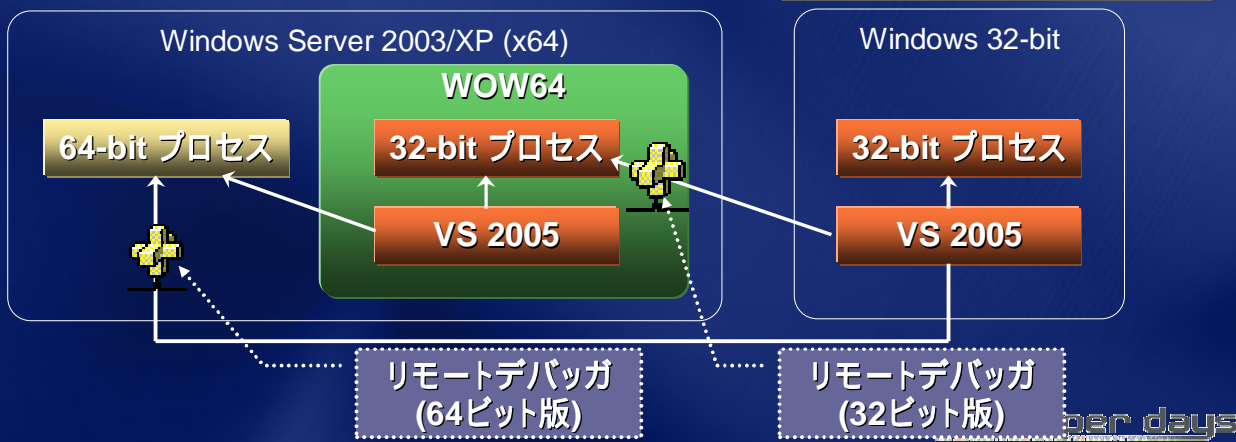 Windows Server 2003/XP (x64)
Windows 32-bit
WOW64
64-bit プロセス
32-bit プロセス
32-bit プロセス
VS 2005
VS 2005
リモートデバッガ
(64ビット版)
リモートデバッガ
(32ビット版)
days